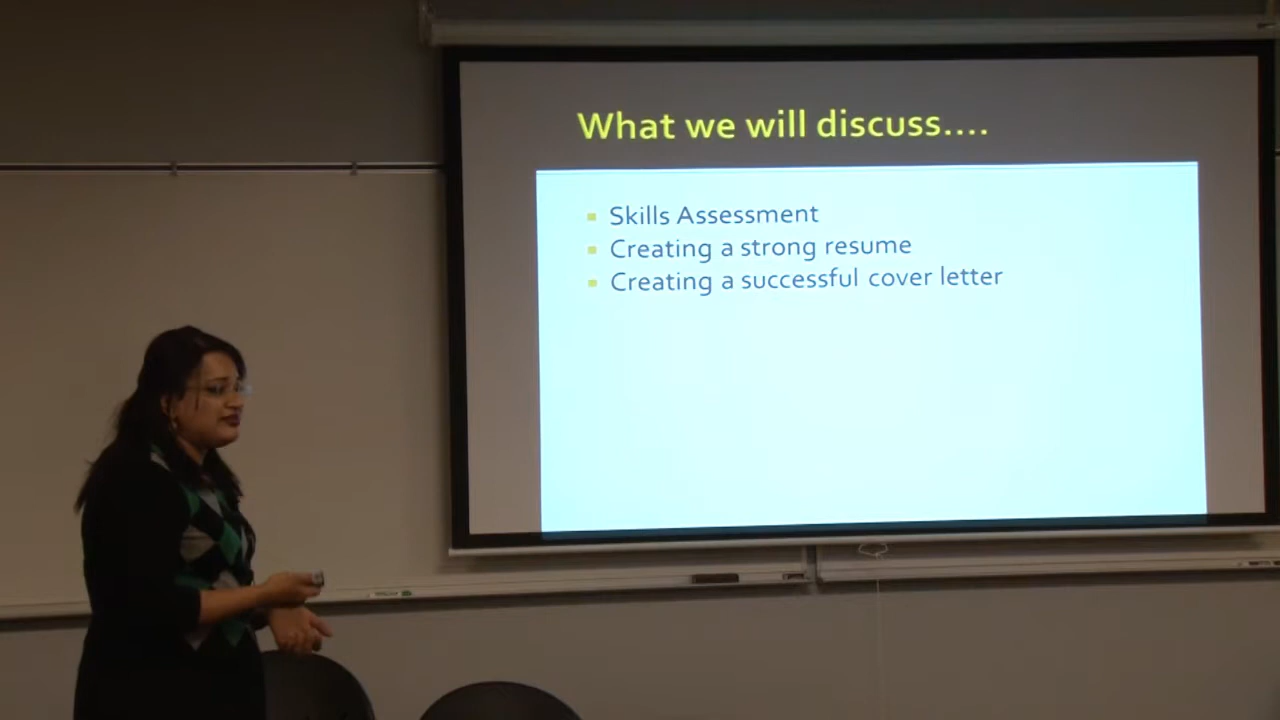 What we will discuss....
Skills Assessment
Creating a strong resume
Creating a successful cover letter